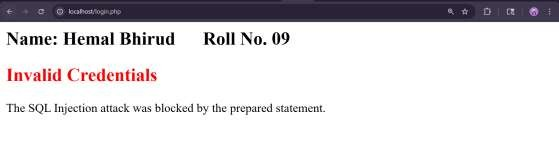 localhost/login.php
Name: Hemal Bhirud Roll No. 09
Invalid Credentials
The SQL Injection attack was blocked by the prepared statement.